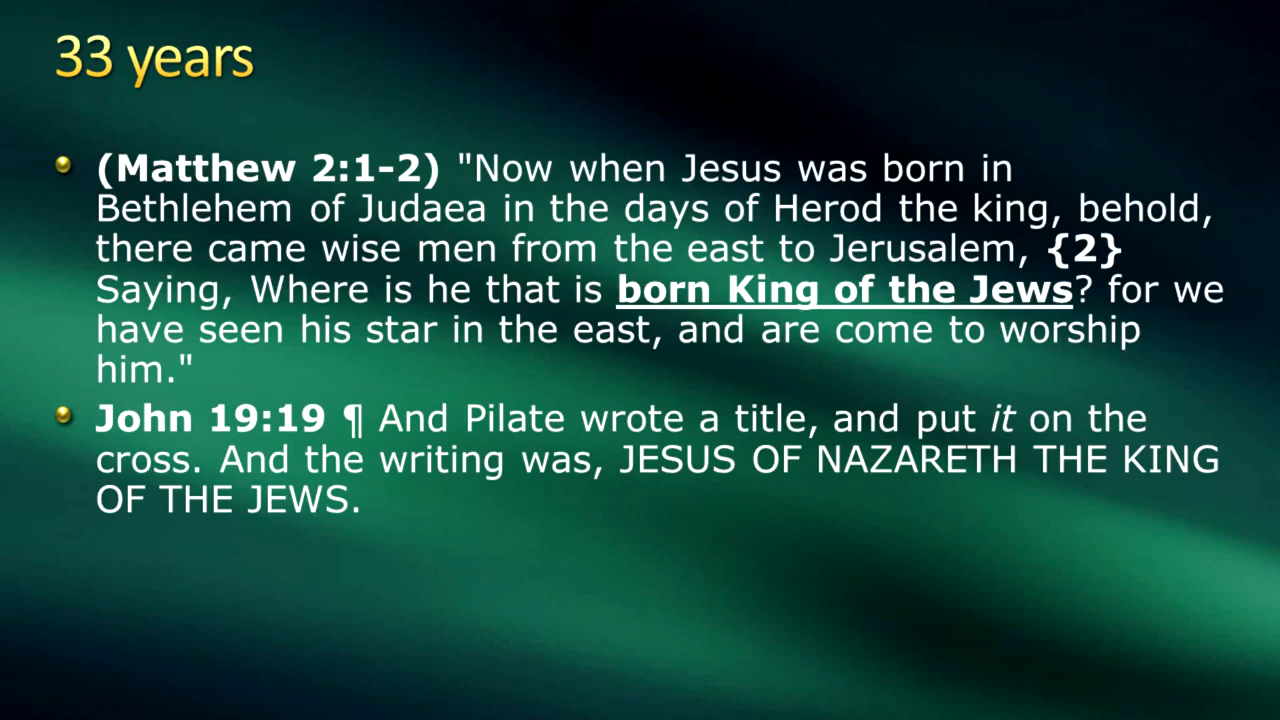 33 years
(Matthew 2:1-2) "Now when Jesus was born in
Bethlehem of Judaea in the days of Herod the king, behold,
there came wise men from the east to Jerusalem, {2}
Saying, Where is he that is born King of the Jews? for we
have seen his star in the east, and are come to worship
him."
John 19:19 ¶ And Pilate wrote a title, and put it on the
cross. And the writing was, JESUS OF NAZARETH THE KING
OF THE JEWS.